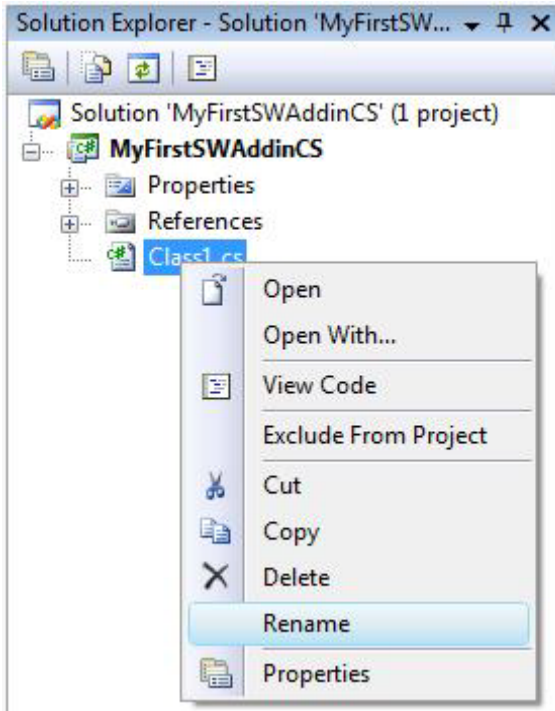 Solution Explorer - Solution 'MyFirstSW...
Solution 'MyFirstSWAddinCS' (1 project)
MyFirstSWAddinCS
Properties
References
Class1.cs
Open
Open With...
View Code
Exclude From Project
Cut
Copy
Delete
Rename
Properties